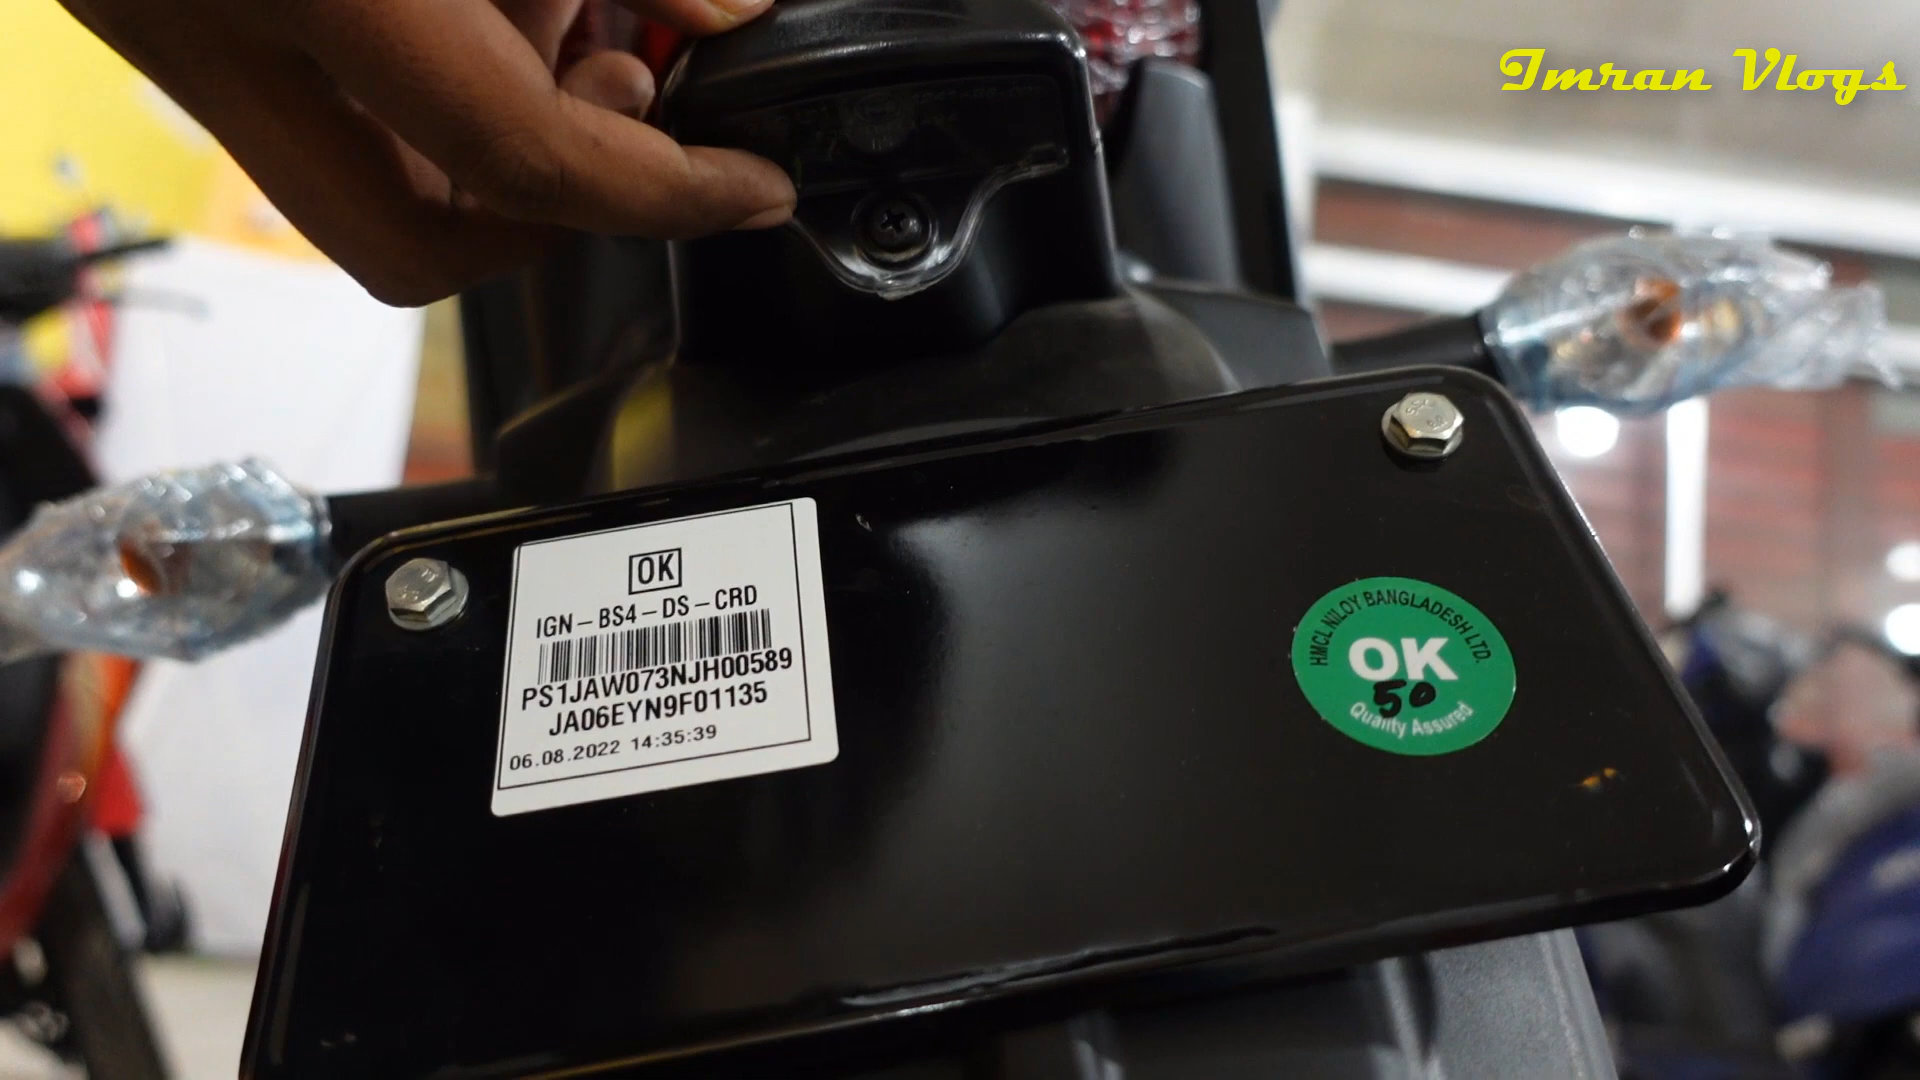 Imran Vlogs
OK
IGN-BS4-DS-CRD
PS1JAW073NJH00589
JA06EYN9F01135
06.08.2022 14:35:39
HMCL NILOY BANGLADESH LTD.
OK
50
Quality Assured